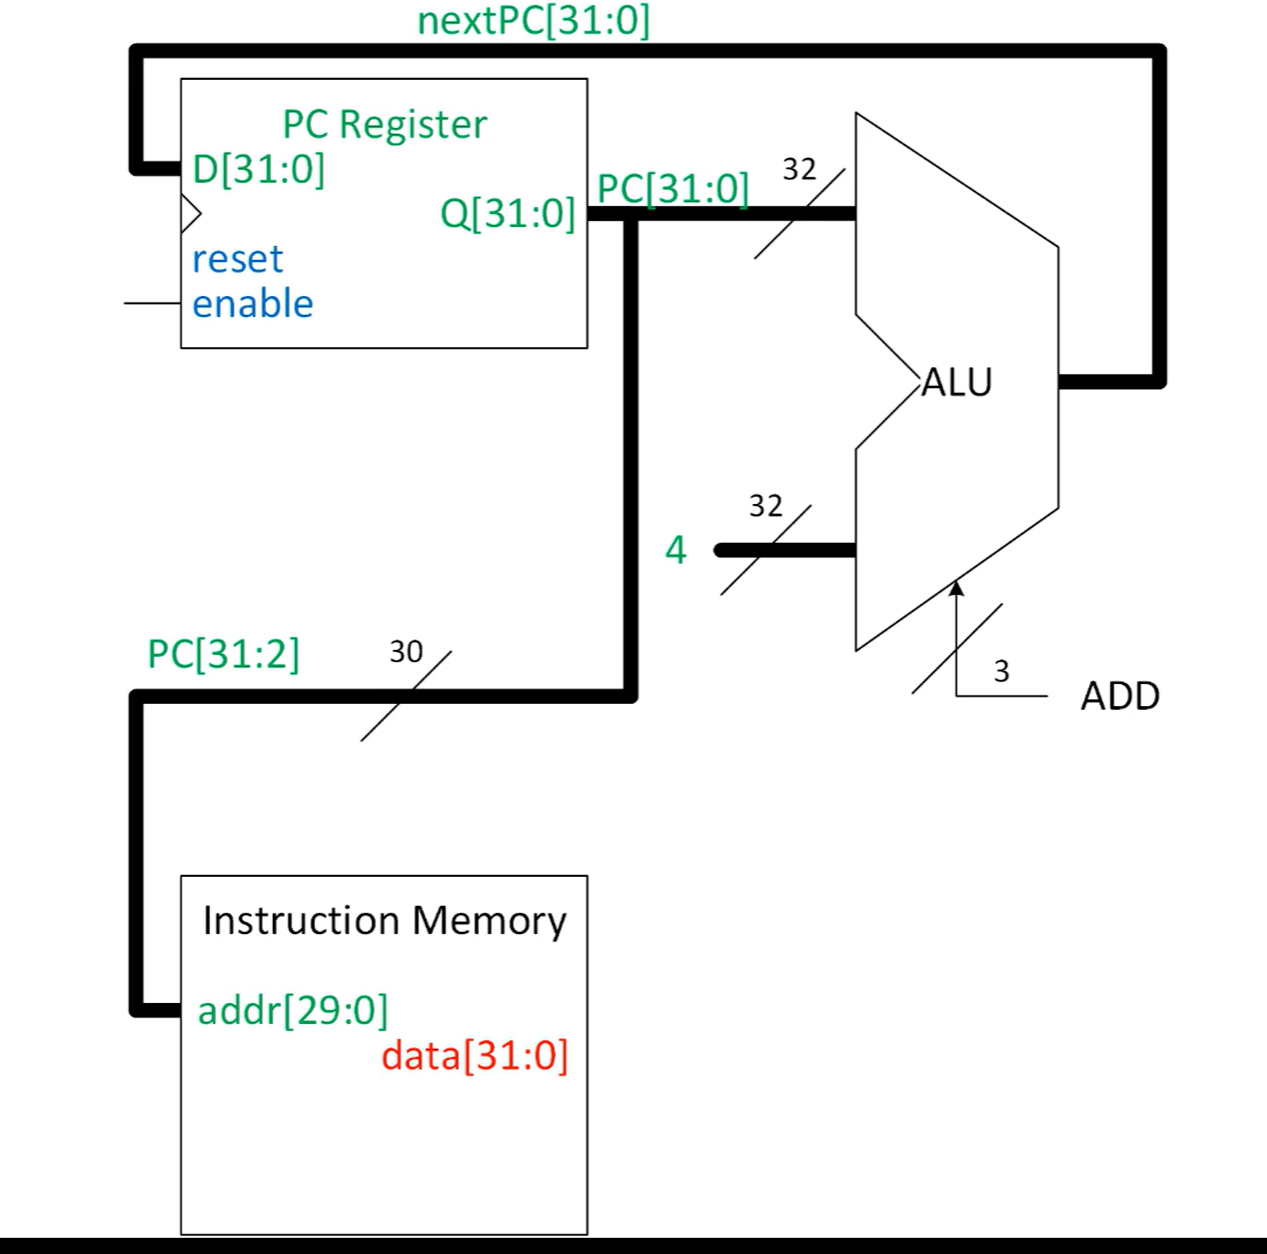 nextPC[31:0]
PC Register
D[31:0]
32
PC[31:0]
Q[31:0]
reset
enable
ALU
32
4
PC[31:2]
30
3
ADD
Instruction Memory
addr[29:0]
data[31:0]